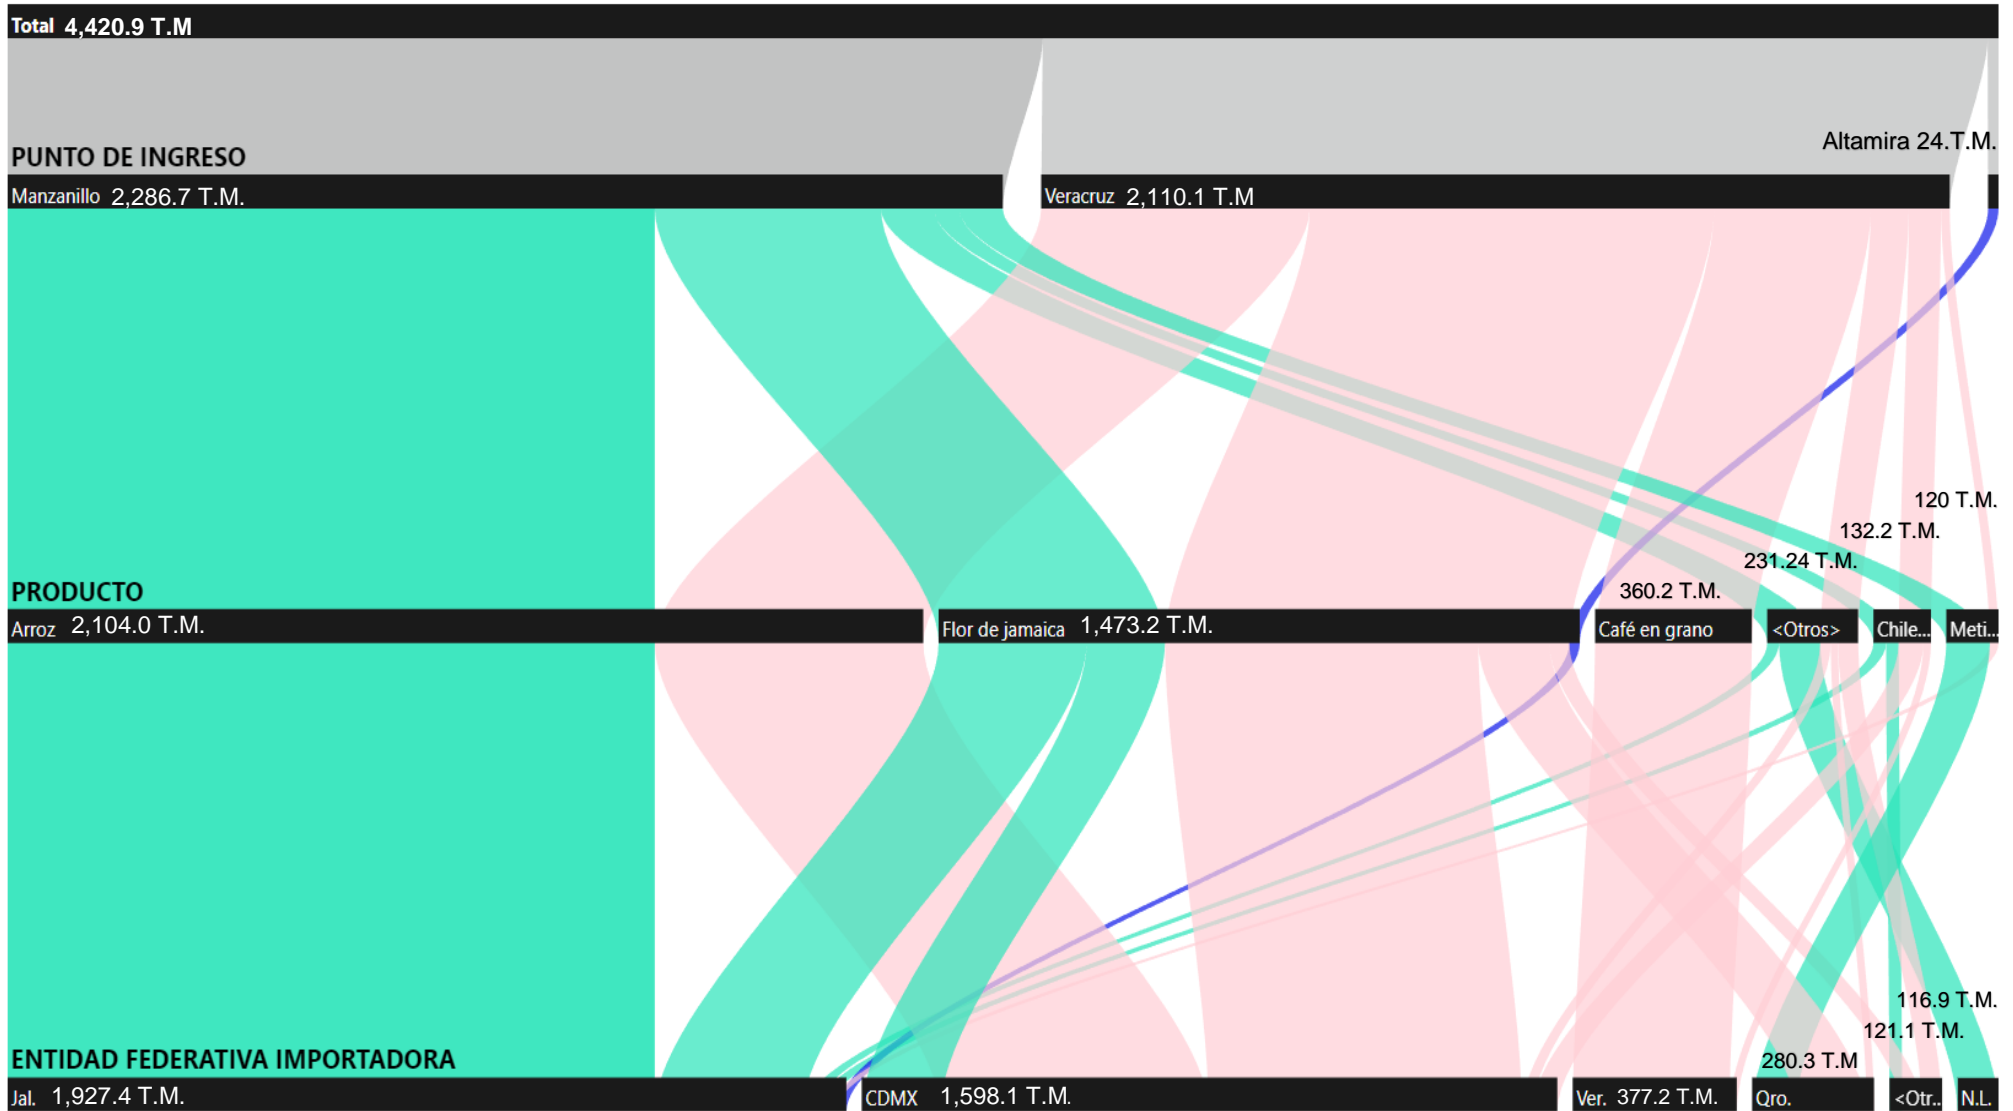 Total 4,420.9 T.M
Altamira 24.T.M.
PUNTO DE INGRESO
Manzanillo 2,286.7 T.M.
Veracruz 2,110.1 T.M
120 T.M.
132.2 T.M.
231.24 T.M.
PRODUCTO
360.2 T.M.
Arroz 2,104.0 T.M.
Flor de jamaica 1,473.2 T.M.
Café en grano
<Otros>
Chile...
Meti...
116.9 T.M.
121.1 T.M.
ENTIDAD FEDERATIVA IMPORTADORA
280.3 T.M
Jal. 1,927.4 T.M.
CDMX 1,598.1 T.M.
Ver. 377.2 T.M.
Qro.
<Otr..
N.L.